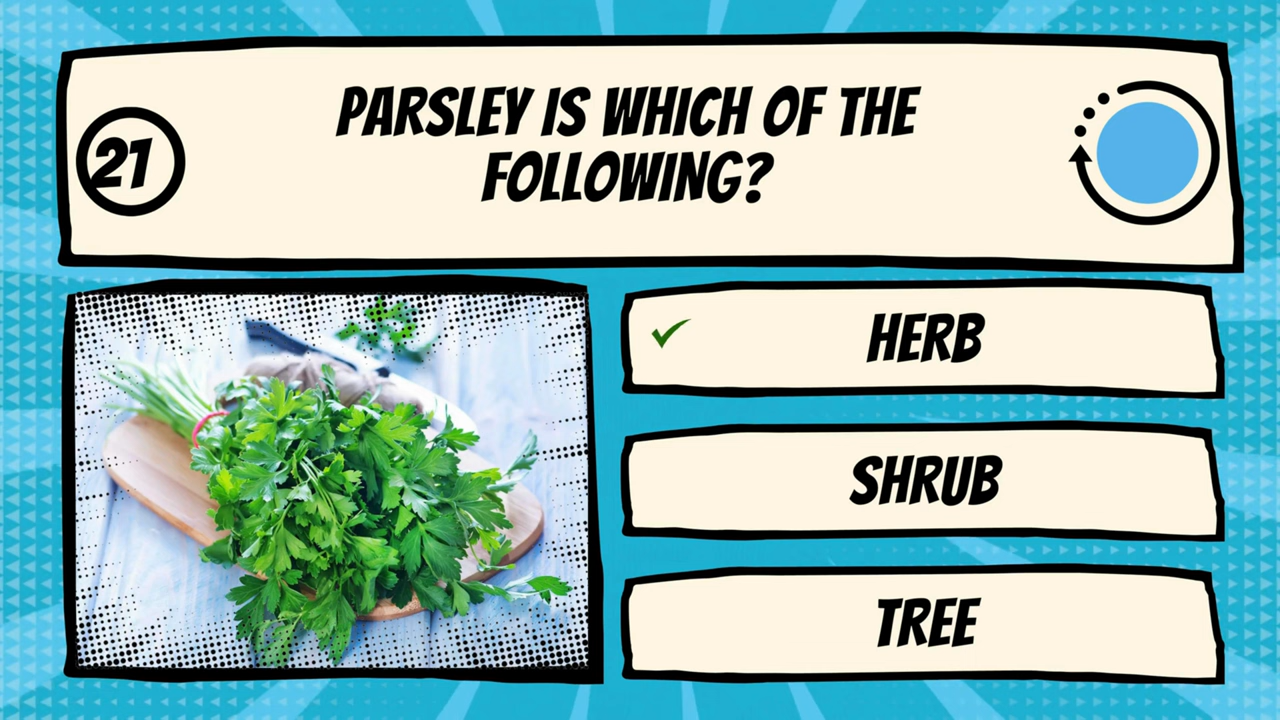 21
PARSLEY IS WHICH OF THE
FOLLOWING?
HERB
SHRUB
TREE